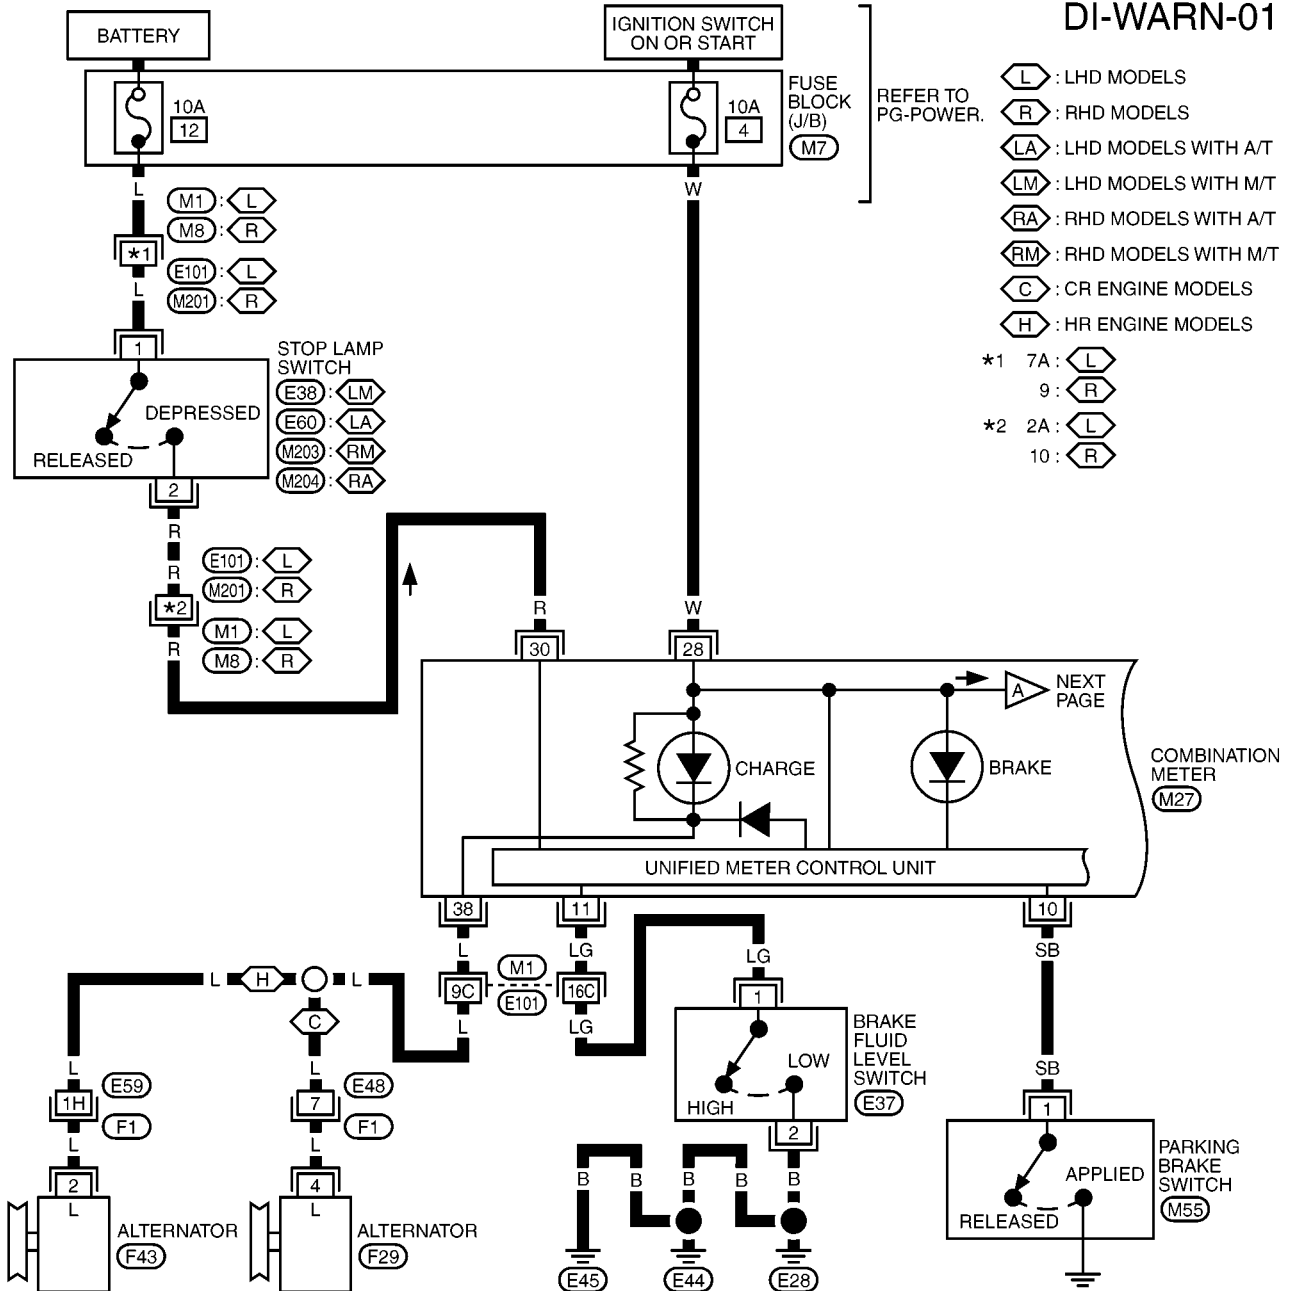 DI-WARN-01
BATTERY
IGNITION SWITCH
ON OR START
10A
12
10A
4
FUSE
BLOCK
(J/B)
M7
REFER TO
PG-POWER.
L : LHD MODELS
R : RHD MODELS
LA : LHD MODELS WITH A/T
LM : LHD MODELS WITH M/T
RA : RHD MODELS WITH A/T
RM : RHD MODELS WITH M/T
C : CR ENGINE MODELS
H : HR ENGINE MODELS
*1 7A : L
9 : R
*2 2A : L
10 : R
L
W
M1 : L
M8 : R
*1
E101 : L
M201 : R
L
1
STOP LAMP
SWITCH
E38 : LM
E60 : LA
M203 : RM
M204 : RA
DEPRESSED
RELEASED
2
R
R
E101 : L
M201 : R
*2
M1 : L
M8 : R
R
R
W
30
28
A
NEXT
PAGE
CHARGE
BRAKE
COMBINATION
METER
M27
UNIFIED METER CONTROL UNIT
38
11
10
L
LG
LG
SB
L
H
L
9C
M1
E101
16C
1
C
L
LG
BRAKE
FLUID
LEVEL
SWITCH
E37
LOW
HIGH
2
L
L
SB
1H
E59
F1
7
E48
F1
1
L
L
PARKING
BRAKE
SWITCH
M55
APPLIED
RELEASED
B
B
B
B
B
2
L
4
L
ALTERNATOR
F43
ALTERNATOR
F29
E45
E44
E28